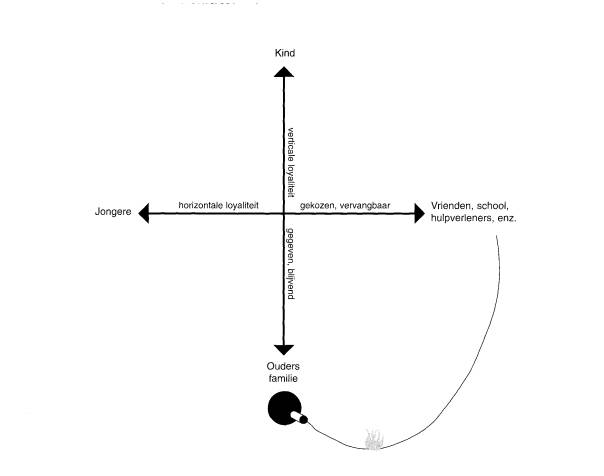 Kind
verticale loyaliteit
Jongere
horizontale loyaliteit
gekozen, vervangbaar
Vrienden, school,
hulpverleners, enz.
gegeven, blijvend
Ouders
familie